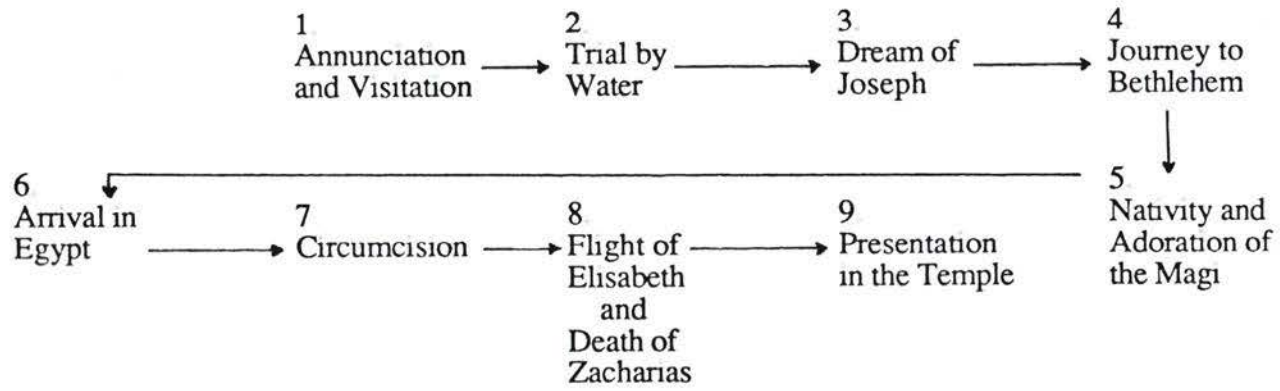 1
Annunciation
and Visitation
2
Trial by
Water
3
Dream of
Joseph
4
Journey to
Bethlehem
5
Nativity and
Adoration of
the Magi
6
Arrival in
Egypt
7
Circumcision
8
Flight of
Elisabeth
and
Death of
Zacharias
9
Presentation
in the Temple